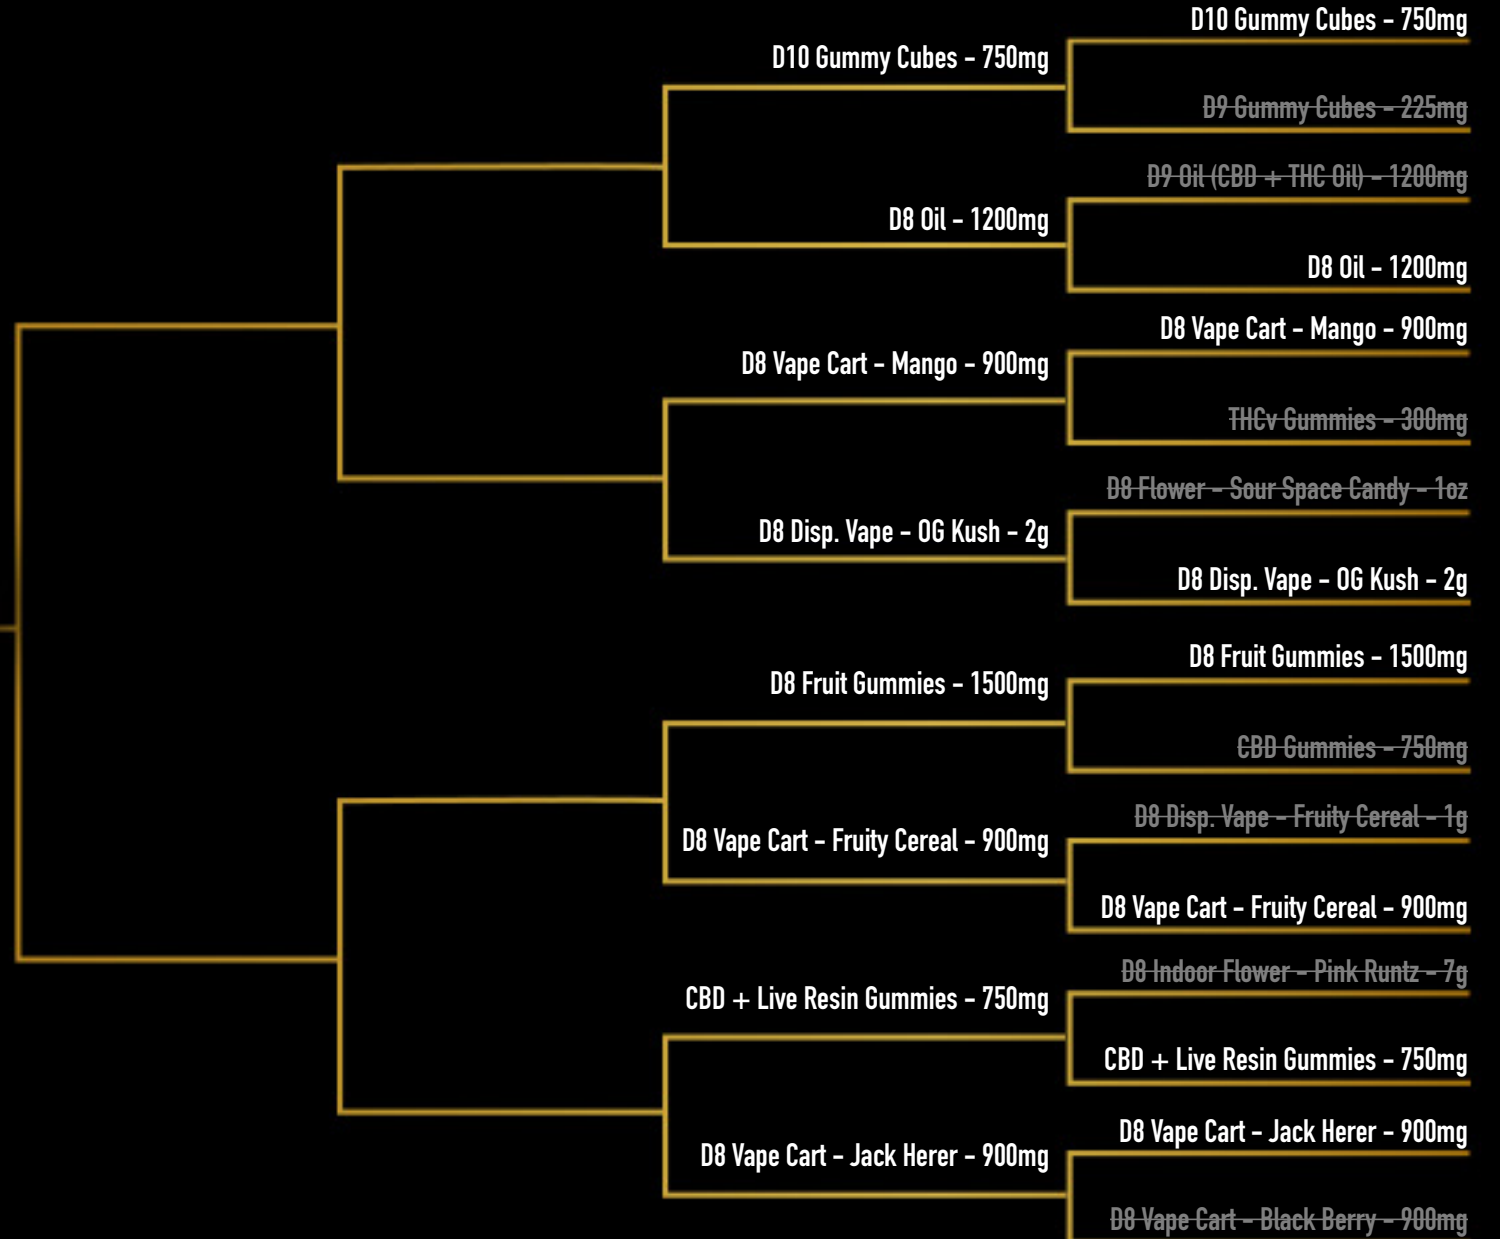 D10 Gummy Cubes - 750mg
D10 Gummy Cubes - 750mg
D9 Gummy Cubes - 225mg
D9 Oil (CBD + THC Oil) - 1200mg
D8 Oil - 1200mg
D8 Oil - 1200mg
D8 Vape Cart - Mango - 900mg
D8 Vape Cart - Mango - 900mg
THCv Gummies - 300mg
D8 Flower - Sour Space Candy - 1oz
D8 Disp. Vape - OG Kush - 2g
D8 Disp. Vape - OG Kush - 2g
D8 Fruit Gummies - 1500mg
D8 Fruit Gummies - 1500mg
CBD Gummies - 750mg
D8 Disp. Vape - Fruity Cereal - 1g
D8 Vape Cart - Fruity Cereal - 900mg
D8 Vape Cart - Fruity Cereal - 900mg
D8 Indoor Flower - Pink Runtz - 7g
CBD + Live Resin Gummies - 750mg
CBD + Live Resin Gummies - 750mg
D8 Vape Cart - Jack Herer - 900mg
D8 Vape Cart - Jack Herer - 900mg
D8 Vape Cart - Black Berry - 900mg